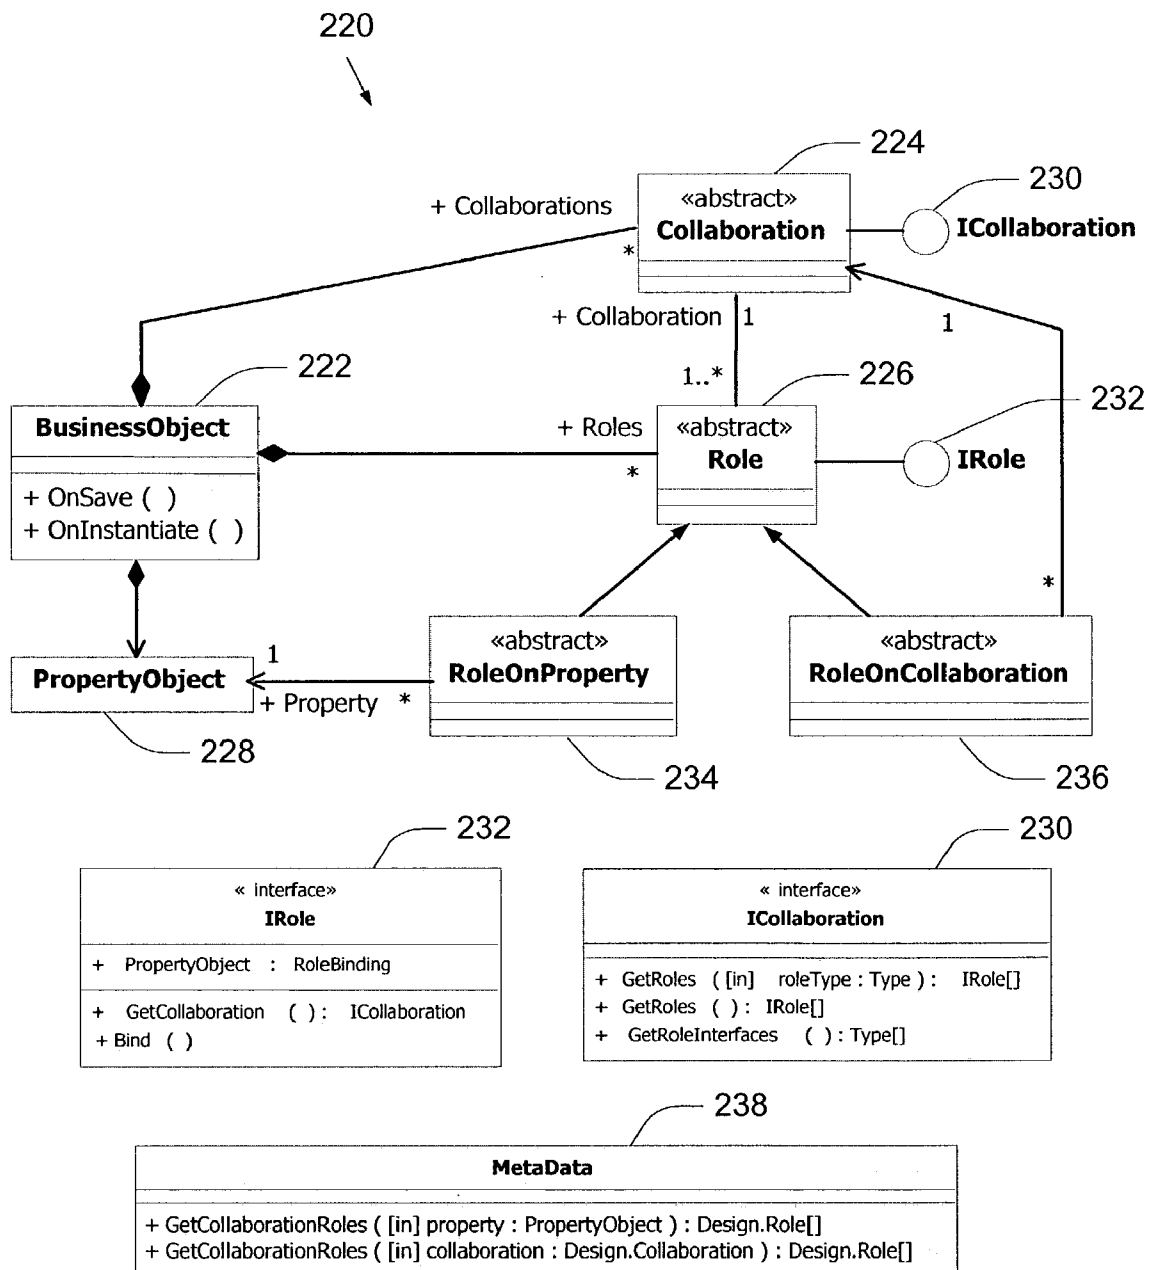 220
224
230
«abstract»
Collaboration
+ Collaborations
*
ICollaboration
+ Collaboration
1
1
222
1..*
226
232
BusinessObject
+ OnSave ( )
+ OnInstantiate ( )
+ Roles
*
«abstract»
Role
IRole
*
PropertyObject
1
+ Property
*
«abstract»
RoleOnProperty
«abstract»
RoleOnCollaboration
228
234
236
232
230
« interface»
IRole
+ PropertyObject : RoleBinding
+ GetCollaboration ( ) : ICollaboration
+ Bind ( )
« interface»
ICollaboration
+ GetRoles ( [in] roleType : Type ) : IRole[]
+ GetRoles ( ) : IRole[]
+ GetRoleInterfaces ( ) : Type[]
238
MetaData
+ GetCollaborationRoles ( [in] property : PropertyObject ) : Design.Role[]
+ GetCollaborationRoles ( [in] collaboration : Design.Collaboration ) : Design.Role[]